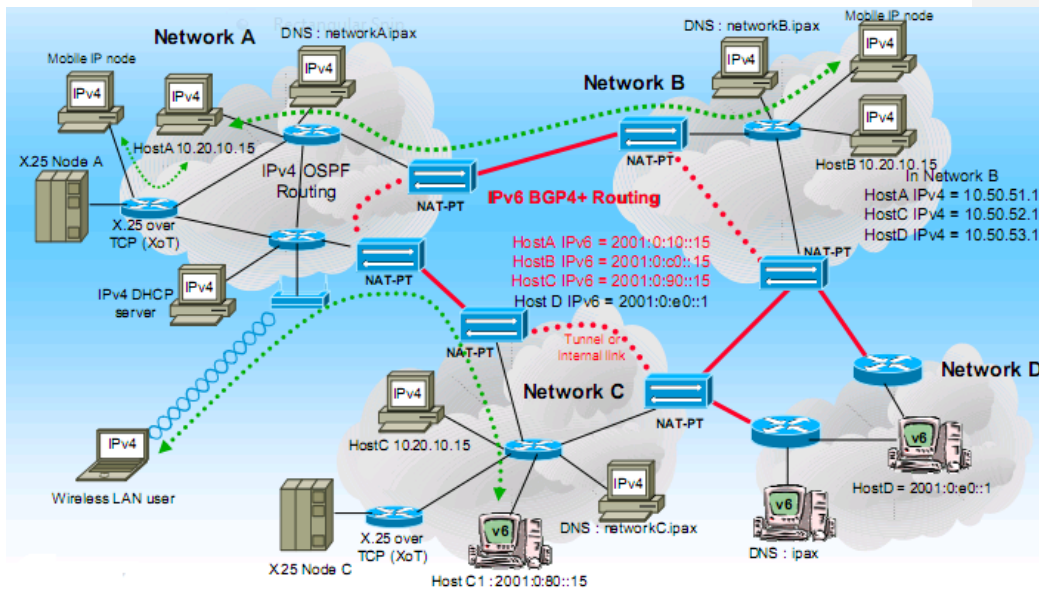 Rectangular Snip
Network A
DNS : networkA.ipax
Mobile IP node
IPv4
IPv4
IPv4
HostA 10.20.10.15
X.25 Node A
IPv4 OSPF
Routing
NAT-PT
X.25 over
TCP (XoT)
NAT-PT
IPv4 DHCP
server
IPv4
Wireless LAN user
DNS : networkB.ipax
Mobile IP node
IPv4
IPv4
Network B
IPv4
NAT-PT
HostB 10.20.10.15
In Network B
HostA IPv4 = 10.50.51.1
HostC IPv4 = 10.50.52.1
HostD IPv4 = 10.50.53.1
NAT-PT
IPv6 BGP4+ Routing
HostA IPv6 = 2001:0:10::15
HostB IPv6 = 2001:0:c0::15
HostC IPv6 = 2001:0:90::15
Host D IPv6 = 2001:0:e0::1
NAT-PT
Tunnel or
Internal link
Network C
NAT-PT
IPv4
HostC 10.20.10.15
IPv4
DNS : networkC.ipax
X.25 over
TCP (XoT)
X25 Node C
v6
Host C1 : 2001:0:80::15
Network D
v6
HostD = 2001:0:e0::1
v6
DNS : ipax